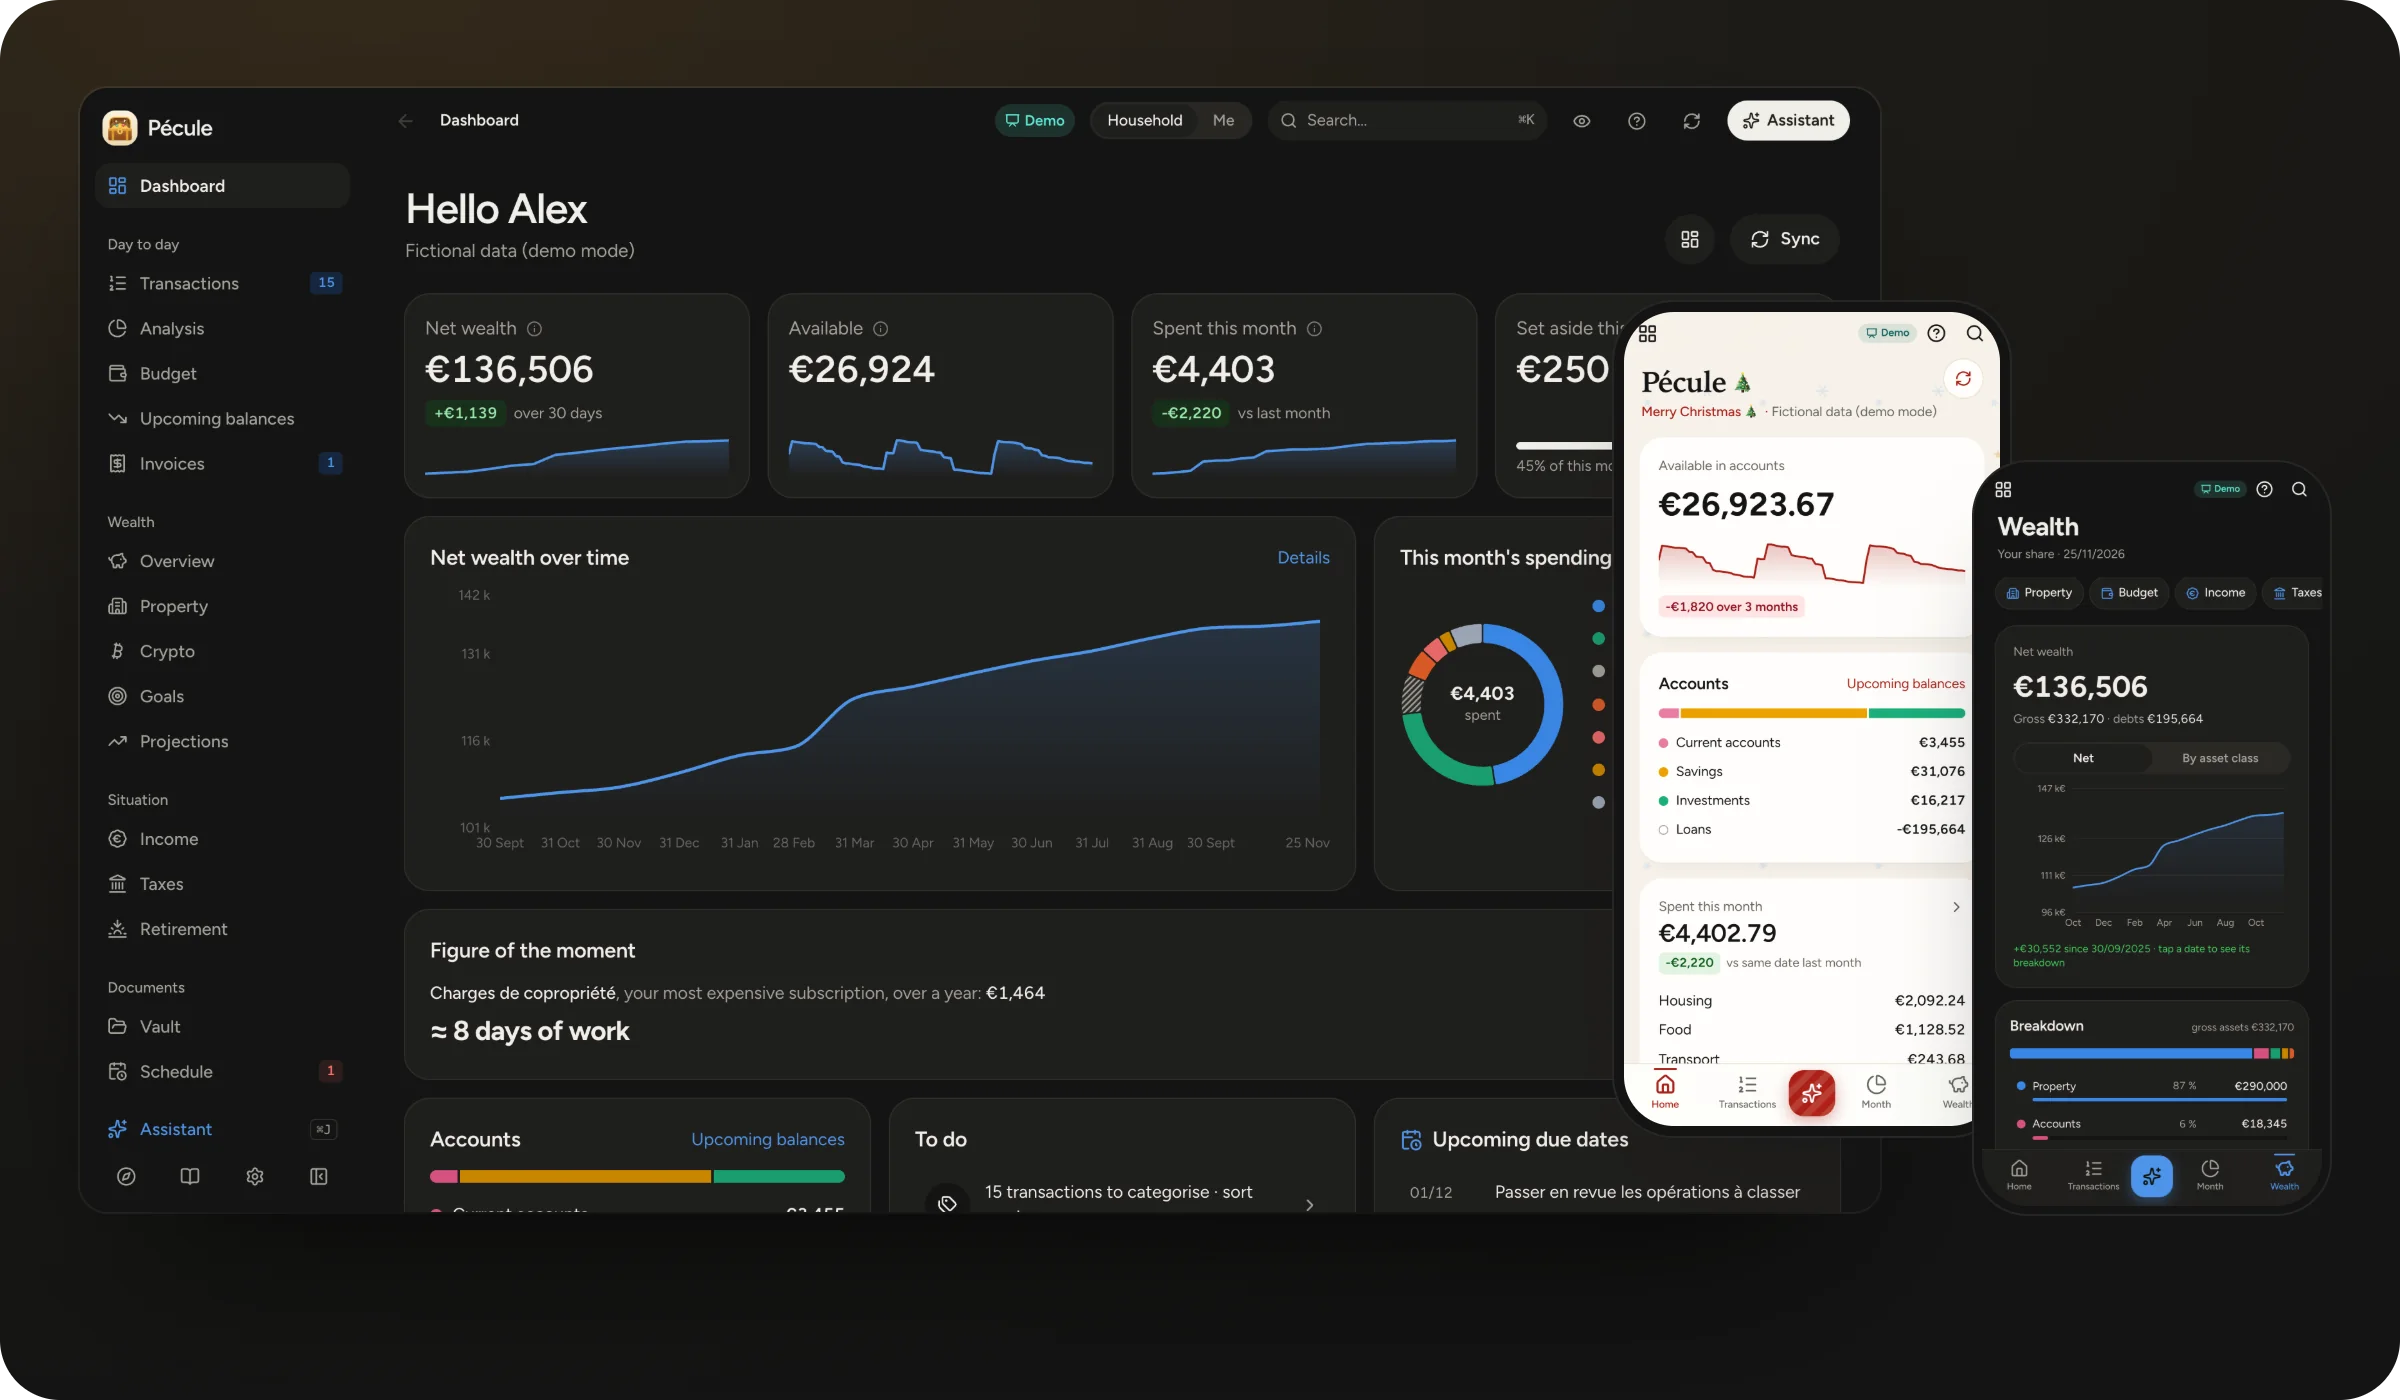 Pécule
Dashboard
Day to day
Transactions 15
Analysis
Budget
Upcoming balances
Invoices 1
Wealth
Overview
Property
Crypto
Goals
Projections
Situation
Income
Taxes
Retirement
Documents
Vault
Schedule 1
Assistant ⌘J
Dashboard
Demo
Household Me
Search... ⌘K
Assistant
Hello Alex
Fictional data (demo mode)
Sync
Net wealth
€136,506
+€1,139 over 30 days
Available
€26,924
Spent this month
€4,403
-€2,220 vs last month
Set aside thi
€250
45% of this mo
Net wealth over time Details
142 k
131 k
116 k
101 k
30 Sept 31 Oct 30 Nov 31 Dec 31 Jan 28 Feb 31 Mar 30 Apr 31 May 30 Jun 31 Jul 31 Aug 30 Sept 25 Nov
This month's spending
€4,403
spent
Figure of the moment
Charges de copropriété, your most expensive subscription, over a year: €1,464
≈ 8 days of work
Accounts Upcoming balances
Current accounts €3,455
To do
15 transactions to categorise · sort
Upcoming due dates
01/12 Passer en revue les opérations à classer
Demo
Pécule
Merry Christmas · Fictional data (demo mode)
Available in accounts
€26,923.67
-€1,820 over 3 months
Accounts Upcoming balances
Current accounts €3,455
Savings €31,076
Investments €16,217
Loans -€195,664
Spent this month
€4,402.79
-€2,220 vs same date last month
Housing €2,092.24
Food €1,128.52
Transport €243.68
Home Transactions Month Wealth
Demo
Wealth
Your share · 25/11/2026
Property Budget Income Taxes
Net wealth
€136,506
Gross €332,170 · debts €195,664
Net By asset class
147 k€
126 k€
111 k€
96 k€
Oct Dec Feb Apr Jun Aug Oct
+€30,552 since 30/09/2025 · tap a date to see its
breakdown
Breakdown gross assets €332,170
Property 87 % €290,000
Accounts 6 % €18,345
Home Transactions Month Wealth